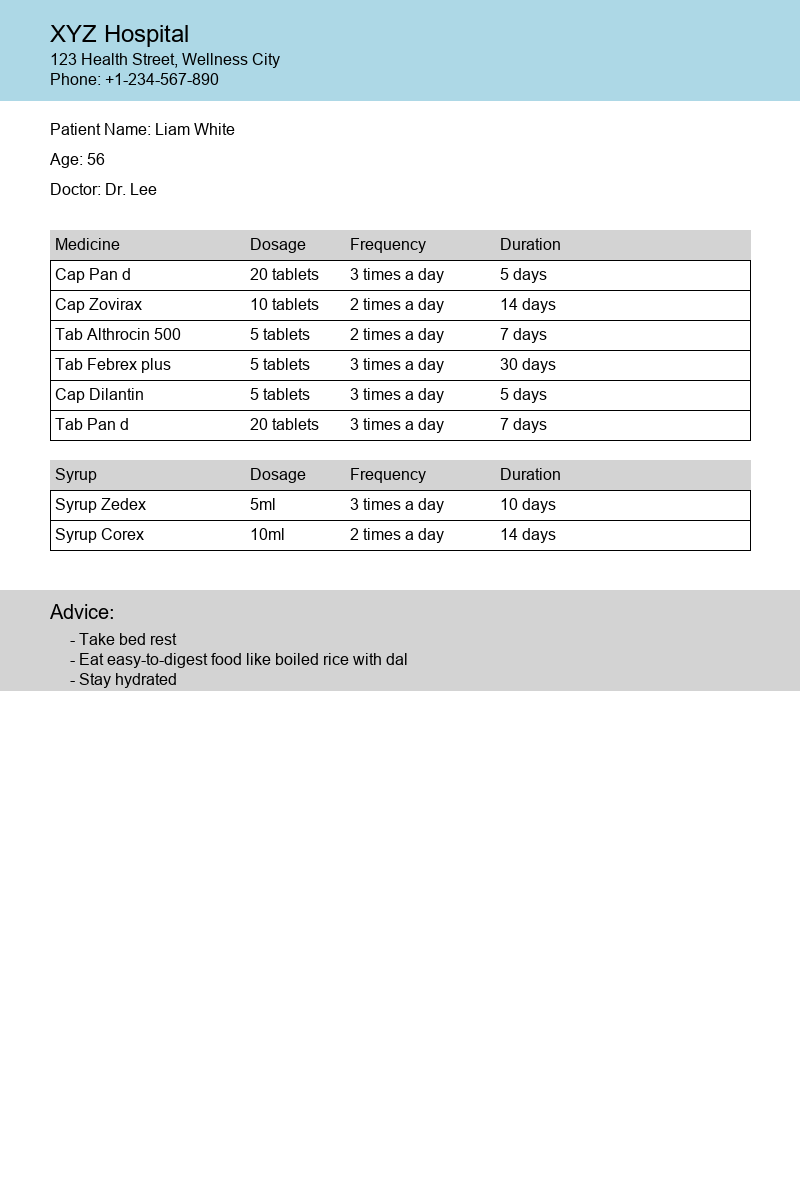 XYZ Hospital
123 Health Street, Wellness City
Phone: +1-234-567-890
Patient Name: Liam White
Age: 56
Doctor: Dr. Lee
Medicine Dosage Frequency Duration
Cap Pan d 20 tablets 3 times a day 5 days
Cap Zovirax 10 tablets 2 times a day 14 days
Tab Althrocin 500 5 tablets 2 times a day 7 days
Tab Febrex plus 5 tablets 3 times a day 30 days
Cap Dilantin 5 tablets 3 times a day 5 days
Tab Pan d 20 tablets 3 times a day 7 days
Syrup Dosage Frequency Duration
Syrup Zedex 5ml 3 times a day 10 days
Syrup Corex 10ml 2 times a day 14 days
Advice:
- Take bed rest
- Eat easy-to-digest food like boiled rice with dal
- Stay hydrated